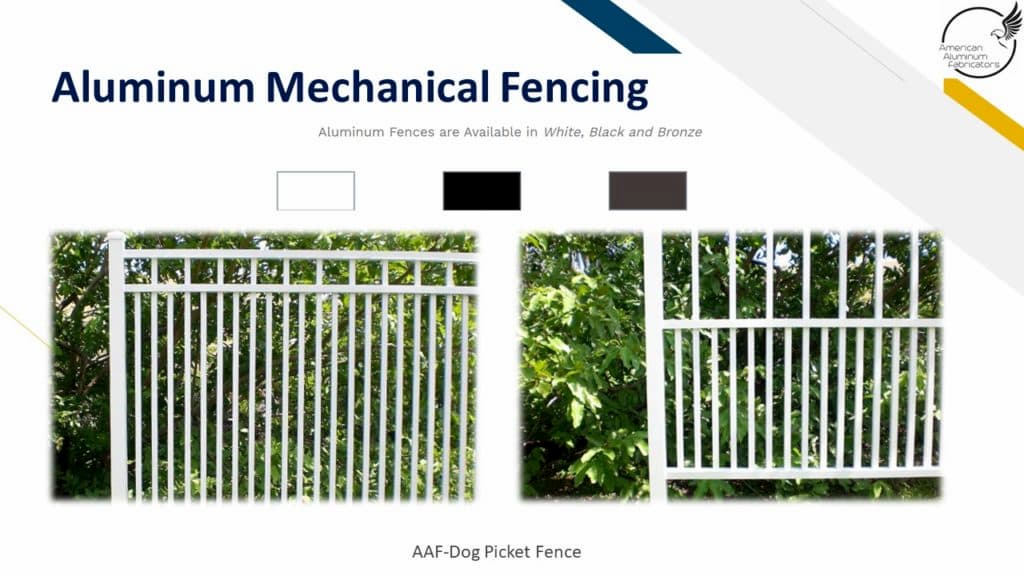 American
Aluminum
Fabricators
Aluminum Mechanical Fencing
Aluminum Fences are Available in White, Black and Bronze
AAF-Dog Picket Fence